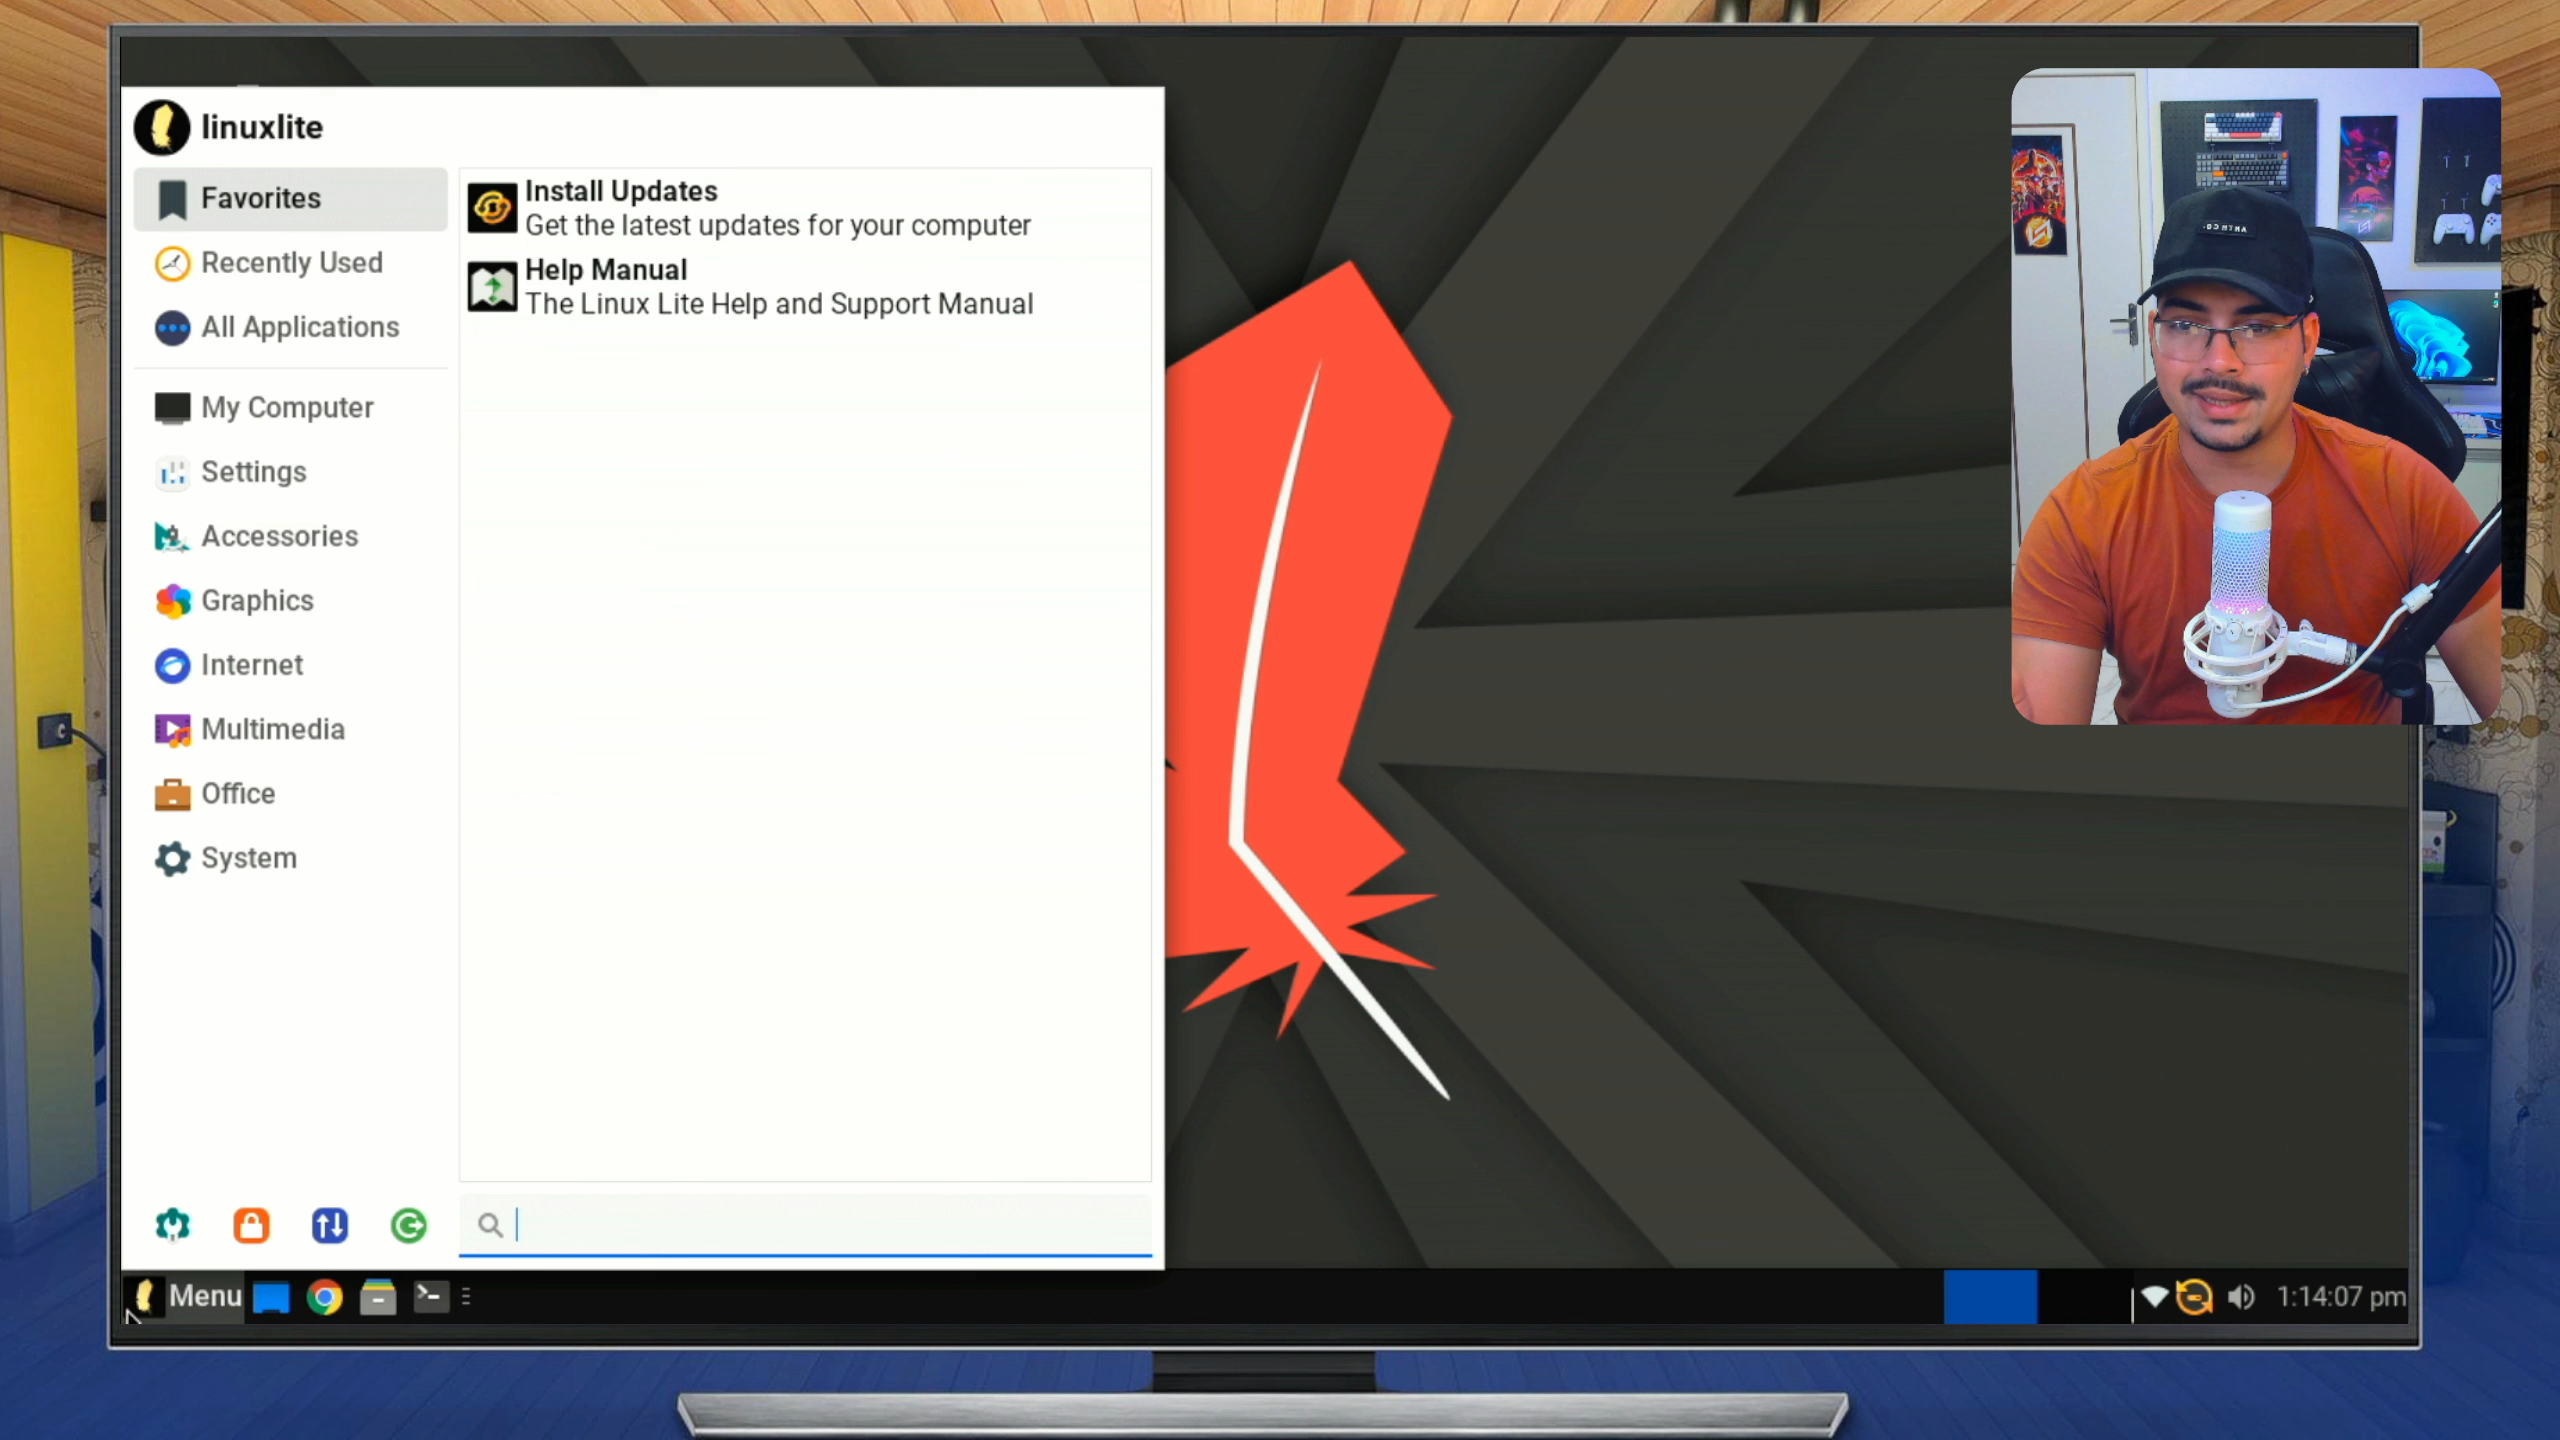 linuxlite
Favorites
Recently Used
All Applications
My Computer
Settings
Accessories
Graphics
Internet
Multimedia
Office
System
Install Updates
Get the latest updates for your computer
Help Manual
The Linux Lite Help and Support Manual
Menu
1:14:07 pm